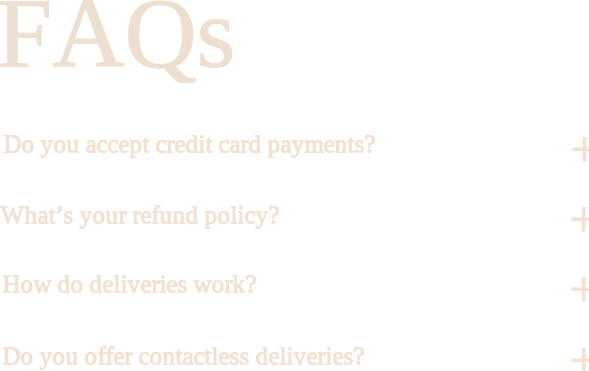 FAQs
Do you accept credit card payments?
What’s your refund policy?
How do deliveries work?
Do you offer contactless deliveries?